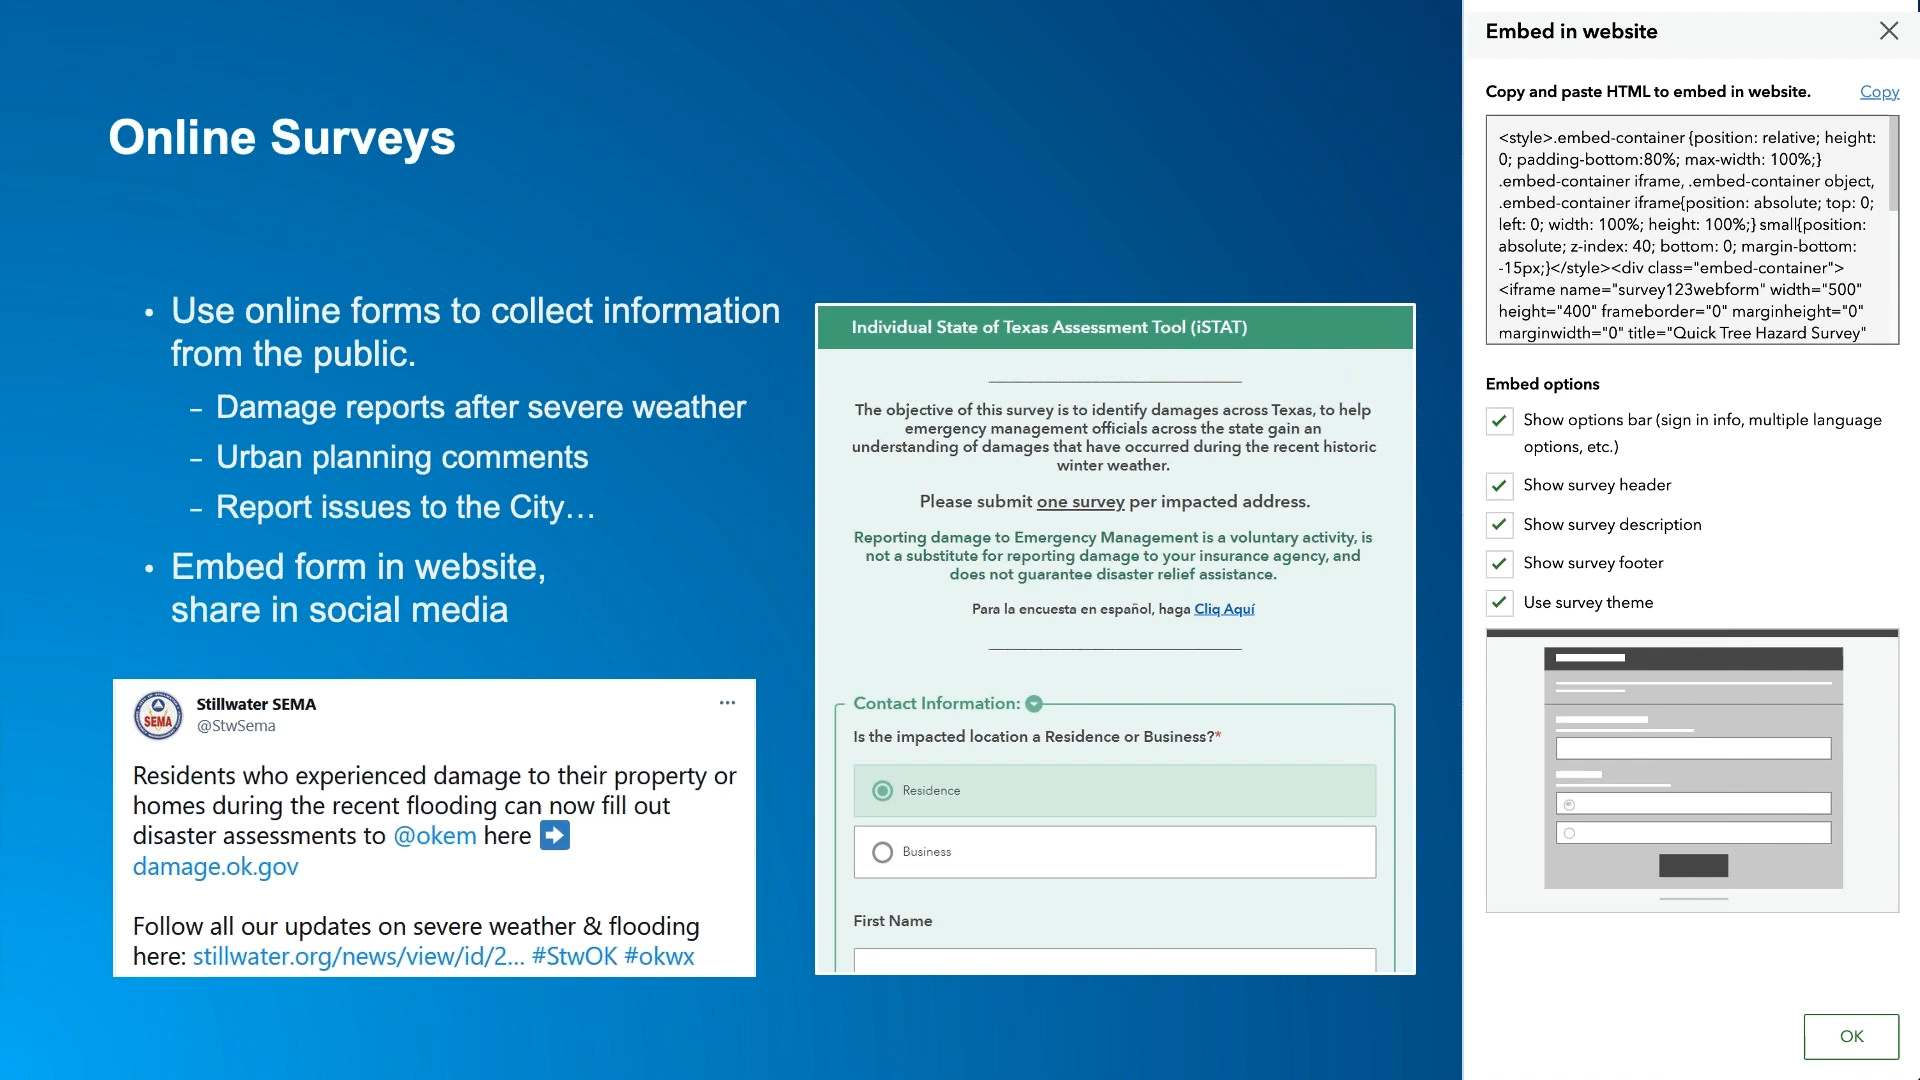 Online Surveys
• Use online forms to collect information
from the public.
– Damage reports after severe weather
– Urban planning comments
– Report issues to the City…
• Embed form in website,
share in social media
SEMA
Stillwater SEMA
@StwSema
Residents who experienced damage to their property or
homes during the recent flooding can now fill out
disaster assessments to @okem here ➡
damage.ok.gov
Follow all our updates on severe weather & flooding
here: stillwater.org/news/view/id/2... #StwOK #okwx
Individual State of Texas Assessment Tool (iSTAT)
The objective of this survey is to identify damages across Texas, to help
emergency management officials across the state gain an
understanding of damages that have occurred during the recent historic
winter weather.
Please submit one survey per impacted address.
Reporting damage to Emergency Management is a voluntary activity, is
not a substitute for reporting damage to your insurance agency, and
does not guarantee disaster relief assistance.
Para la encuesta en español, haga Cliq Aquí
Contact Information:
Is the impacted location a Residence or Business?*
Residence
Business
First Name
Embed in website
Copy and paste HTML to embed in website. Copy
<style>.embed-container {position: relative; height:
0; padding-bottom:80%; max-width: 100%;}
.embed-container iframe, .embed-container object,
.embed-container iframe{position: absolute; top: 0;
left: 0; width: 100%; height: 100%;} small{position:
absolute; z-index: 40; bottom: 0; margin-bottom:
-15px;}</style><div class="embed-container">
<iframe name="survey123webform" width="500"
height="400" frameborder="0" marginheight="0"
marginwidth="0" title="Quick Tree Hazard Survey"
Embed options
Show options bar (sign in info, multiple language
options, etc.)
Show survey header
Show survey description
Show survey footer
Use survey theme
OK